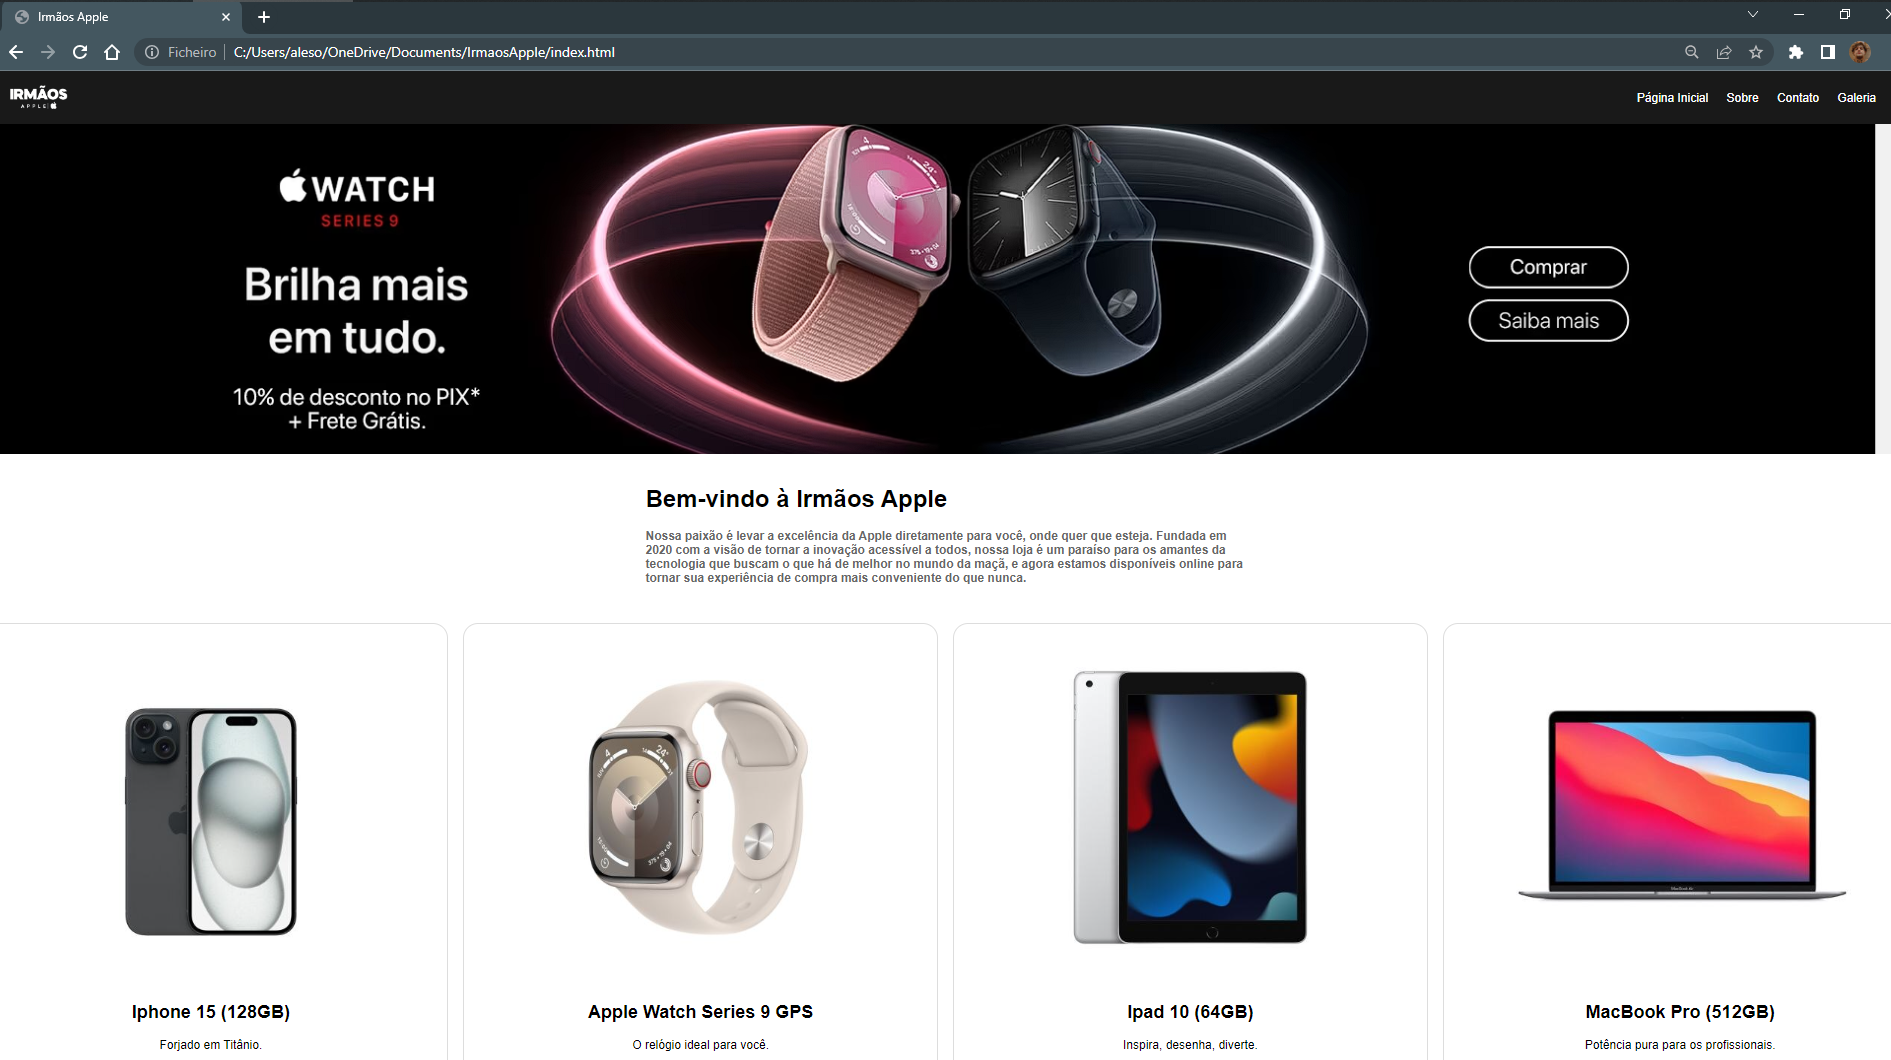 Irmãos Apple
Ficheiro
C:/Users/aleso/OneDrive/Documents/IrmaosApple/index.html
IRMÃOS
APPLE
Página Inicial
Sobre
Contato
Galeria
WATCH
SERIES 9
Brilha mais
em tudo.
10% de desconto no PIX*
+ Frete Grátis.
Comprar
Saiba mais
Bem-vindo à Irmãos Apple
Nossa paixão é levar a excelência da Apple diretamente para você, onde quer que esteja. Fundada em
2020 com a visão de tornar a inovação acessível a todos, nossa loja é um paraíso para os amantes da
tecnologia que buscam o que há de melhor no mundo da maçã, e agora estamos disponíveis online para
tornar sua experiência de compra mais conveniente do que nunca.
Iphone 15 (128GB)
Forjado em Titânio.
Apple Watch Series 9 GPS
O relógio ideal para você.
Ipad 10 (64GB)
Inspira, desenha, diverte.
MacBook Pro (512GB)
Potência pura para os profissionais.